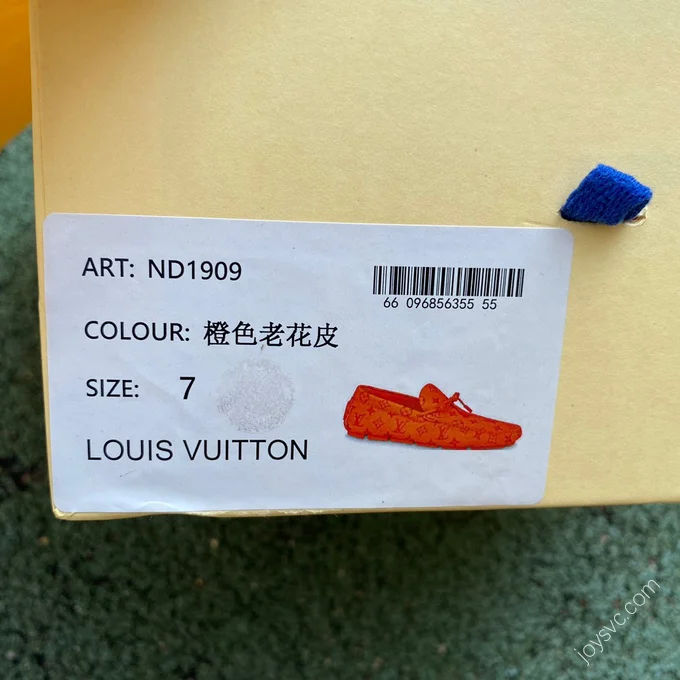 ART: ND1909
66 096856355 55
COLOUR: 橙色老花皮
SIZE: 7
LOUIS VUITTON
joysvc.com